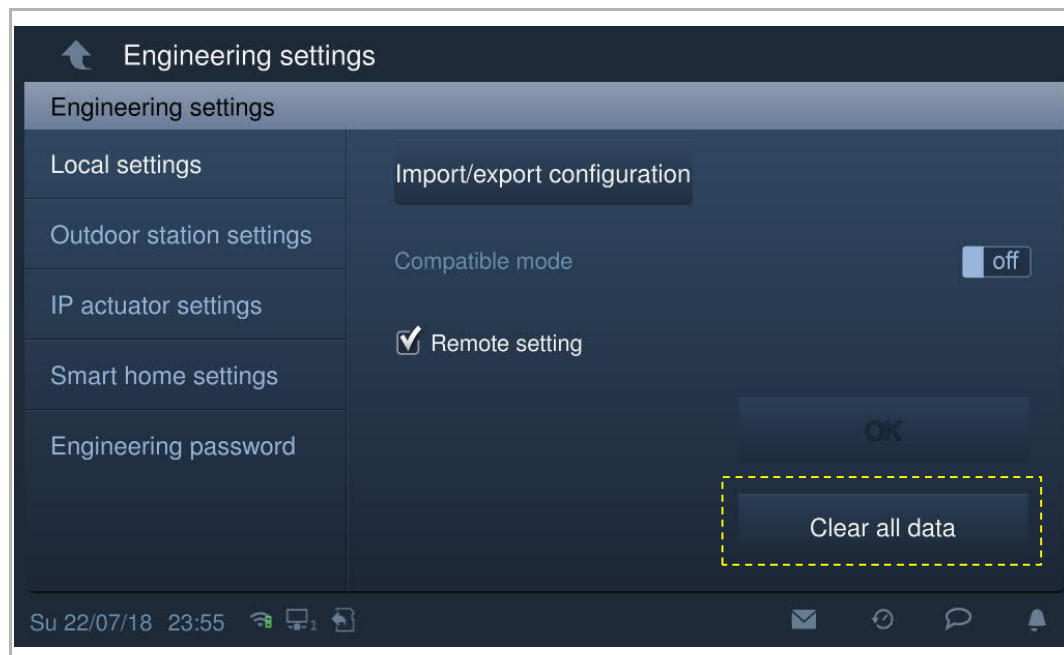 Engineering settings
Engineering settings
Local settings
Outdoor station settings
IP actuator settings
Smart home settings
Engineering password
Import/export configuration
Compatible mode
off
Remote setting
OK
Clear all data
Su 22/07/18 23:55 1